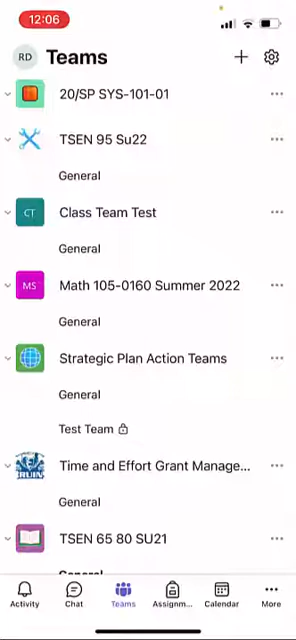 12:06
RD Teams
20/SP SYS-101-01
TSEN 95 Su22
General
CT Class Team Test
General
MS Math 105-0160 Summer 2022
General
Strategic Plan Action Teams
General
Test Team
Time and Effort Grant Manage...
General
TSEN 65 80 SU21
General
Activity Chat Teams Assignm... Calendar More